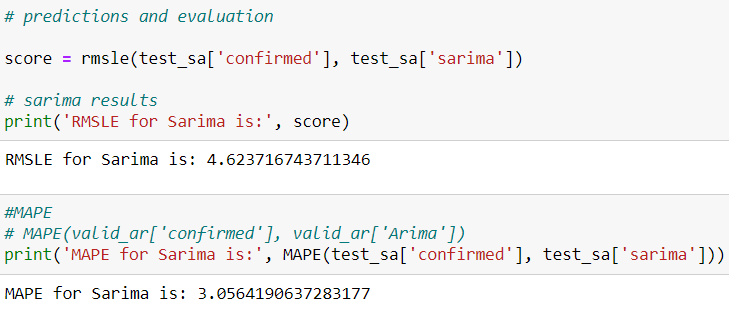 # predictions and evaluation
score = rmsle(test_sa['confirmed'], test_sa['sarima'])
# sarima results
print('RMSLE for Sarima is:', score)
RMSLE for Sarima is: 4.623716743711346
#MAPE
# MAPE(valid_ar['confirmed'], valid_ar['Arima'])
print('MAPE for Sarima is:', MAPE(test_sa['confirmed'], test_sa['sarima']))
MAPE for Sarima is: 3.0564190637283177